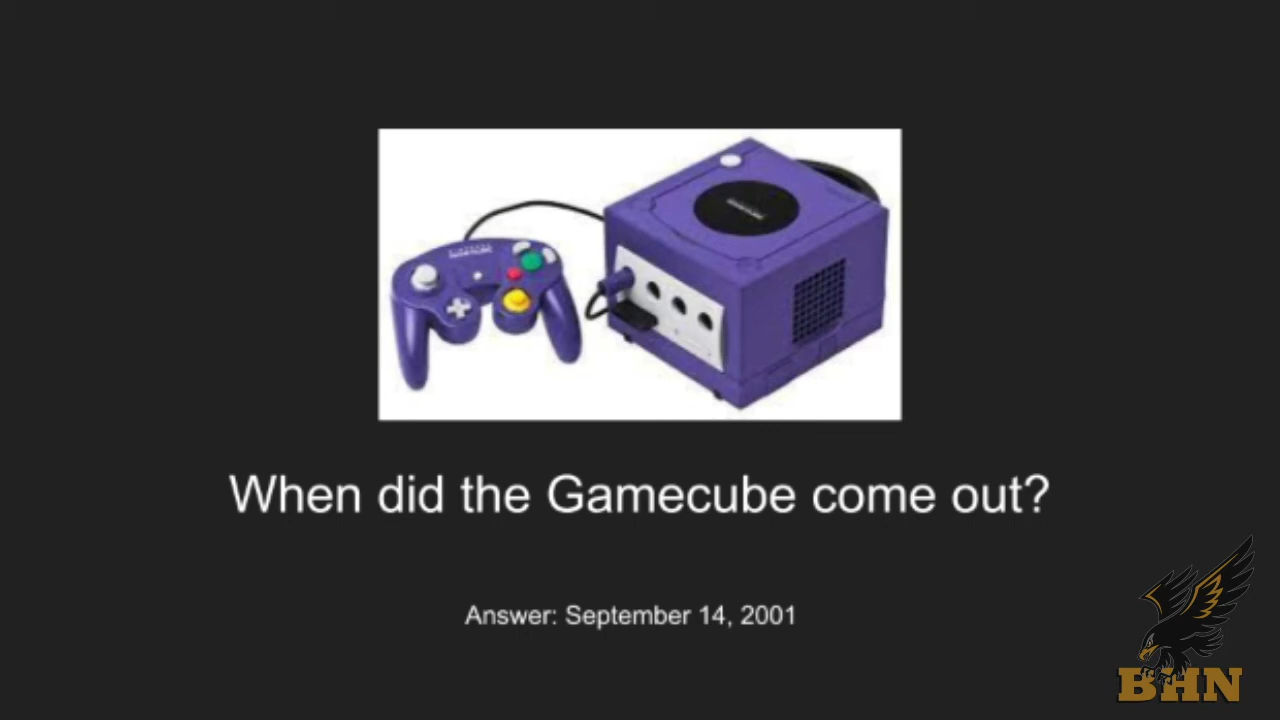 When did the Gamecube come out?
Answer: September 14, 2001
BHN